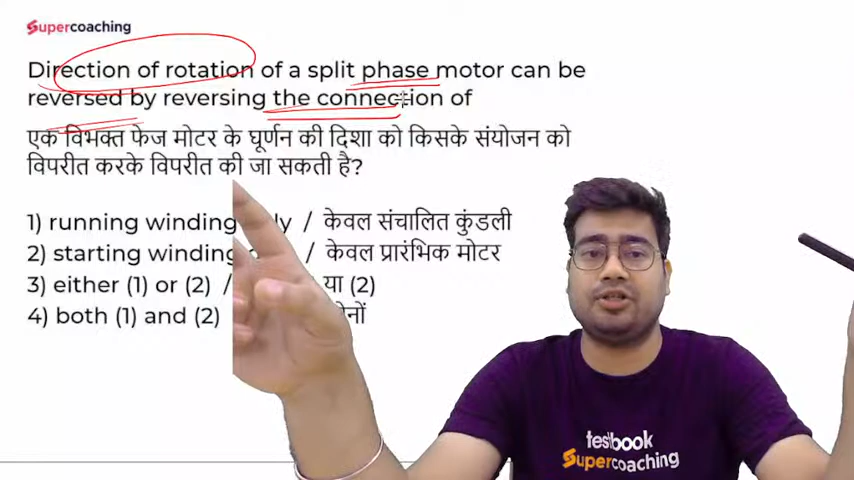 Supercoaching
Direction of rotation of a split phase motor can be
reversed by reversing the connection of
एक विभक्त फेज मोटर के घूर्णन की दिशा को किसके संयोजन को
विपरीत करके विपरीत की जा सकती है?
1) running winding / केवल संचालित कुंडली
2) starting winding / केवल प्रारंभिक मोटर
3) either (1) or (2) / या (2)
4) both (1) and (2)
testbook
Supercoaching